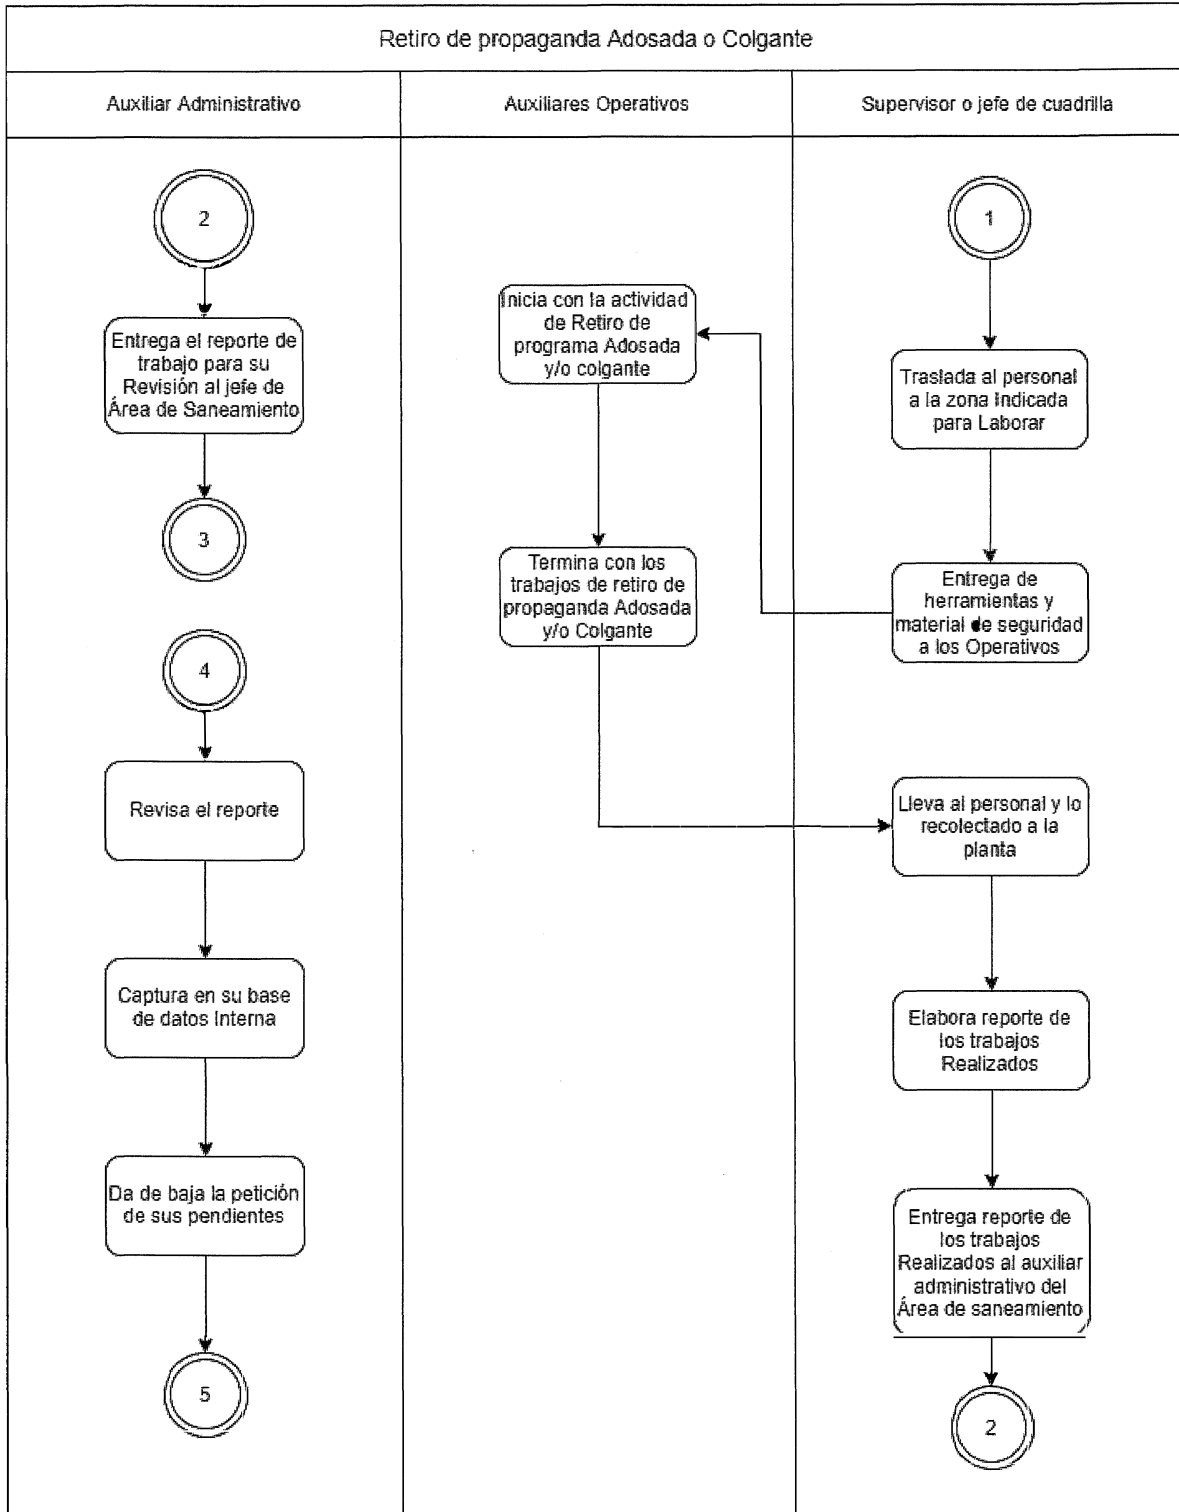 Retiro de propaganda Adosada o Colgante
Auxiliar Administrativo
Auxiliares Operativos
Supervisor o jefe de cuadrilla
2
Entrega el reporte de
trabajo para su
Revisión al jefe de
Área de Saneamiento
3
4
Revisa el reporte
Captura en su base
de datos Interna
Da de baja la petición
de sus pendientes
5
Inicia con la actividad
de Retiro de
programa Adosada
y/o colgante
Termina con los
trabajos de retiro de
propaganda Adosada
y/o Colgante
1
Traslada al personal
a la zona Indicada
para Laborar
Entrega de
herramientas y
material de seguridad
a los Operativos
Lleva al personal y lo
recolectado a la
planta
Elabora reporte de
los trabajos
Realizados
Entrega reporte de
los trabajos
Realizados al auxiliar
administrativo del
Área de saneamiento
2